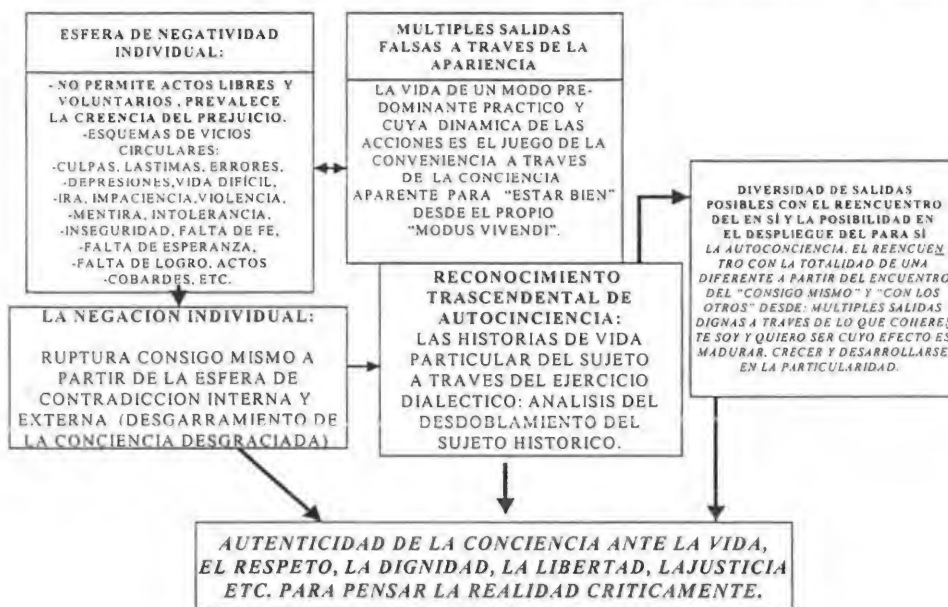 ESFERA DE NEGATIVIDAD
INDIVIDUAL:
- NO PERMITE ACTOS LIBRES Y
VOLUNTARIOS , PREVALECE
LA CREENCIA DEL PREJUICIO.
-ESQUEMAS DE VICIOS
CIRCULARES:
-CULPAS, LASTIMAS, ERRORES,
-DEPRESIONES,VIDA DIFÍCIL,
-IRA, IMPACIENCIA,VIOLENCIA,
-MENTIRA, INTOLERANCIA,
-INSEGURIDAD, FALTA DE FE,
-FALTA DE ESPERANZA,
-FALTA DE LOGRO, ACTOS
-COBARDES, ETC.
MULTIPLES SALIDAS
FALSAS A TRAVES DE LA
APARIENCIA
LA VIDA DE UN MODO PRE-
DOMINANTE PRACTICO Y
CUYA DINAMICA DE LAS
ACCIONES ES EL JUEGO DE LA
CONVENIENCIA A TRAVES
DE LA CONCIENCIA
APARENTE PARA "ESTAR BIEN"
DESDE EL PROPIO
"MODUS VIVENDI".
DIVERSIDAD DE SALIDAS
POSIBLES CON EL REENCUENTRO
DEL EN SÍ Y LA POSIBILIDAD EN
EL DESPLIEGUE DEL PARA SÍ
LA AUTOCONCIENCIA, EL REENCUEN
TRO CON LA TOTALIDAD DE UNA
DIFERENTE A PARTIR DEL ENCUENTRO
DEL "CONSIGO MISMO" Y "CON LOS
OTROS" DESDE: MULTIPLES SALIDAS
DIGNAS A TRAVES DE LO QUE COHEREN
TE SOY Y QUIERO SER CUYO EFECTO ES
MADURAR, CRECER Y DESARROLLARSE
EN LA PARTICULARIDAD.
LA NEGACIÓN INDIVIDUAL:
RUPTURA CONSIGO MISMO A
PARTIR DE LA ESFERA DE
CONTRADICCION INTERNA Y
EXTERNA (DESGARRAMIENTO DE
LA CONCIENCIA DESGRACIADA)
RECONOCIMIENTO
TRASCENDENTAL DE
AUTOCINCIENCIA:
LAS HISTORIAS DE VIDA
PARTICULAR DEL SUJETO
A TRAVES DEL EJERCICIO
DIALECTICO: ANALISIS DEL
DESDOBLAMIENTO DEL
SUJETO HISTORICO.
AUTENTICIDAD DE LA CONCIENCIA ANTE LA VIDA,
EL RESPETO, LA DIGNIDAD, LA LIBERTAD, LAJUSTICIA
ETC. PARA PENSAR LA REALIDAD CRITICAMENTE.